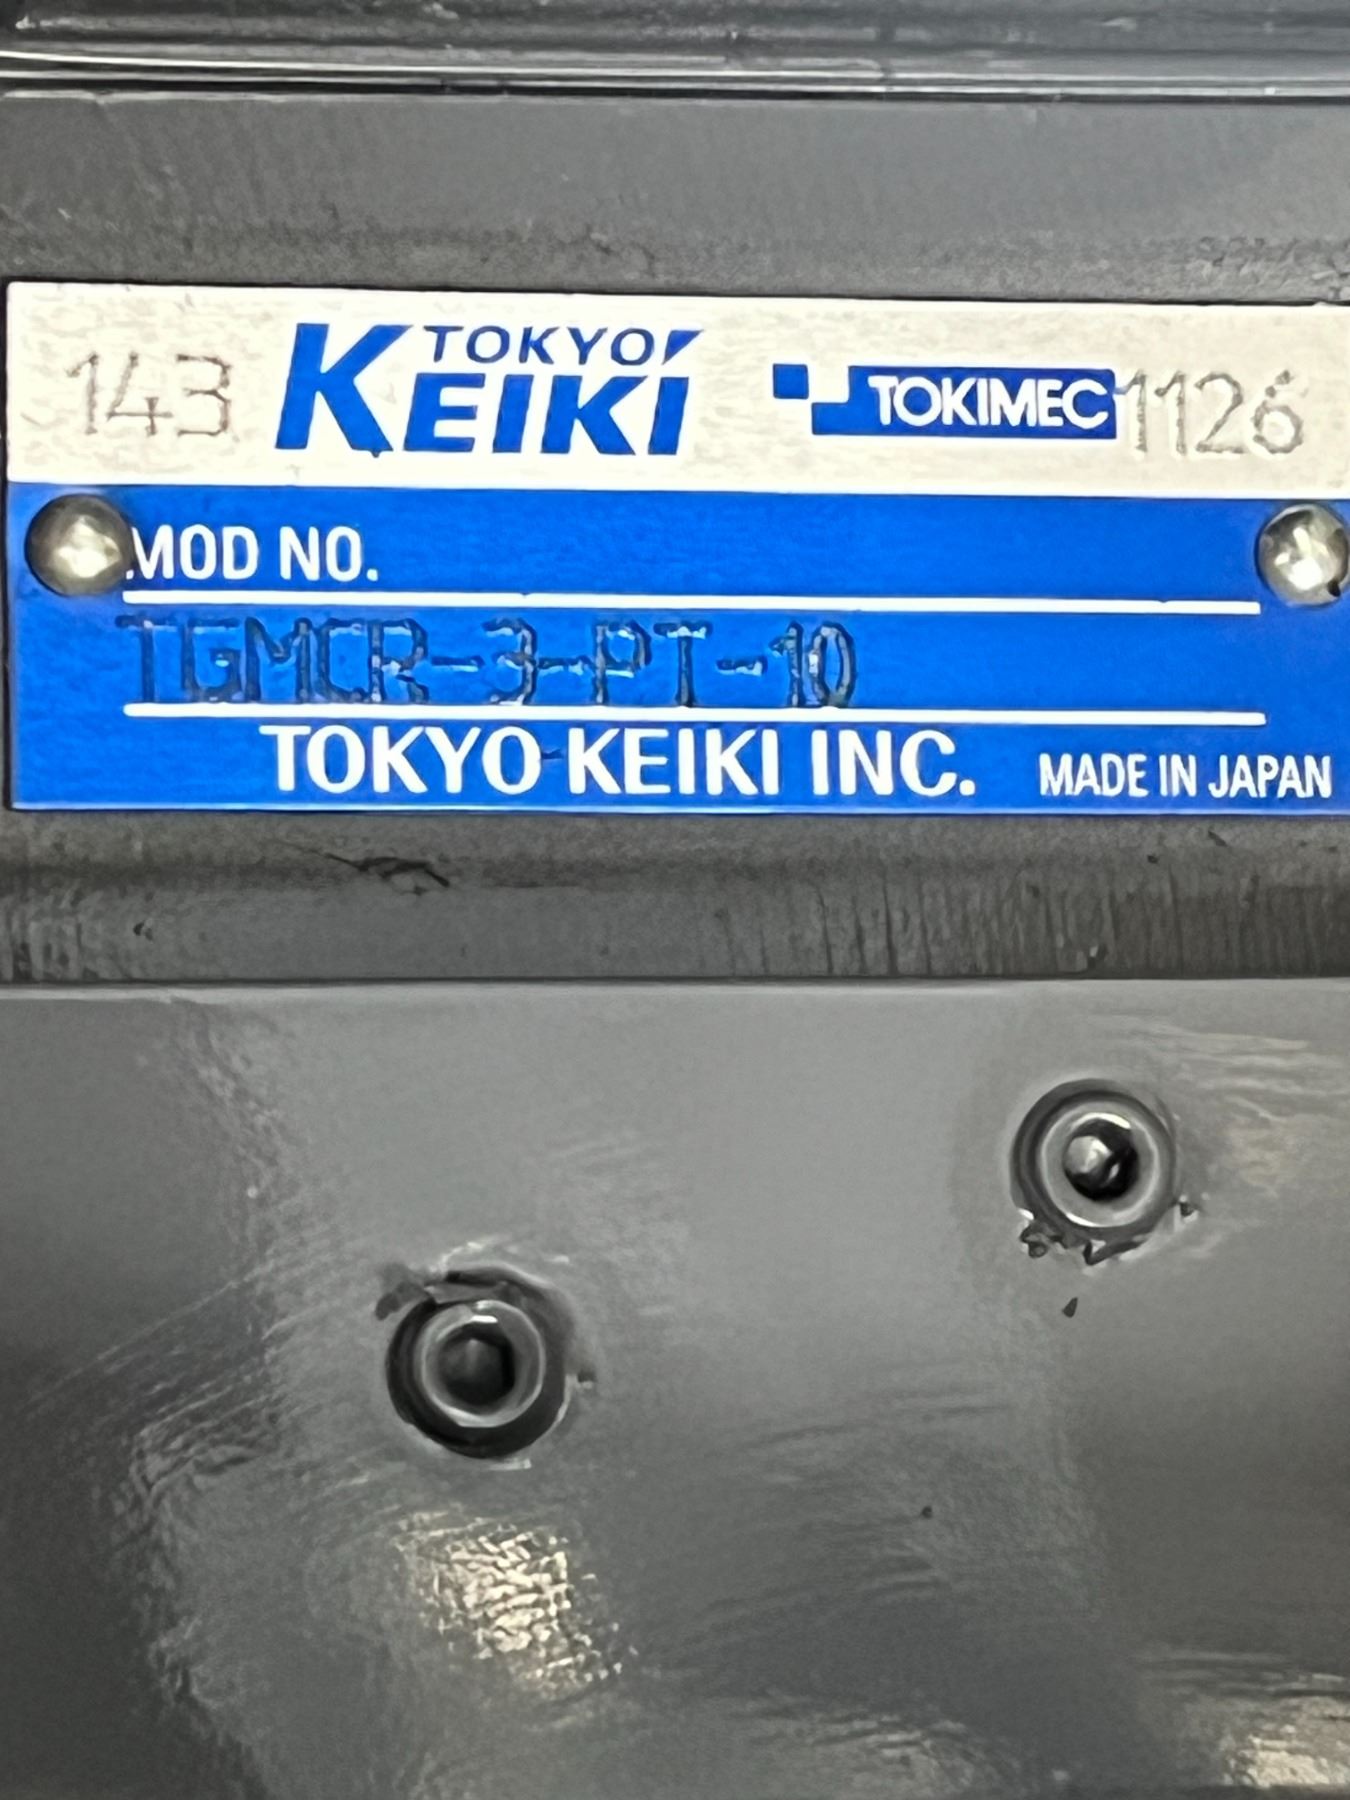 143 TOKYO KEIKI TOKIMEC 1126
MOD NO.
TGMCR-3-PT-10
TOKYO KEIKI INC. MADE IN JAPAN